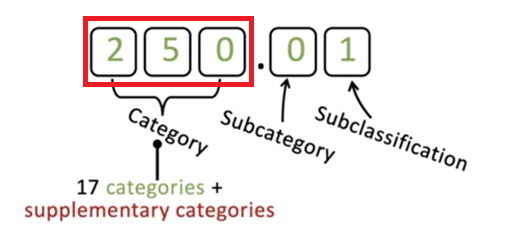 250.01
Category
Subcategory
Subclassification
17 categories +
supplementary categories